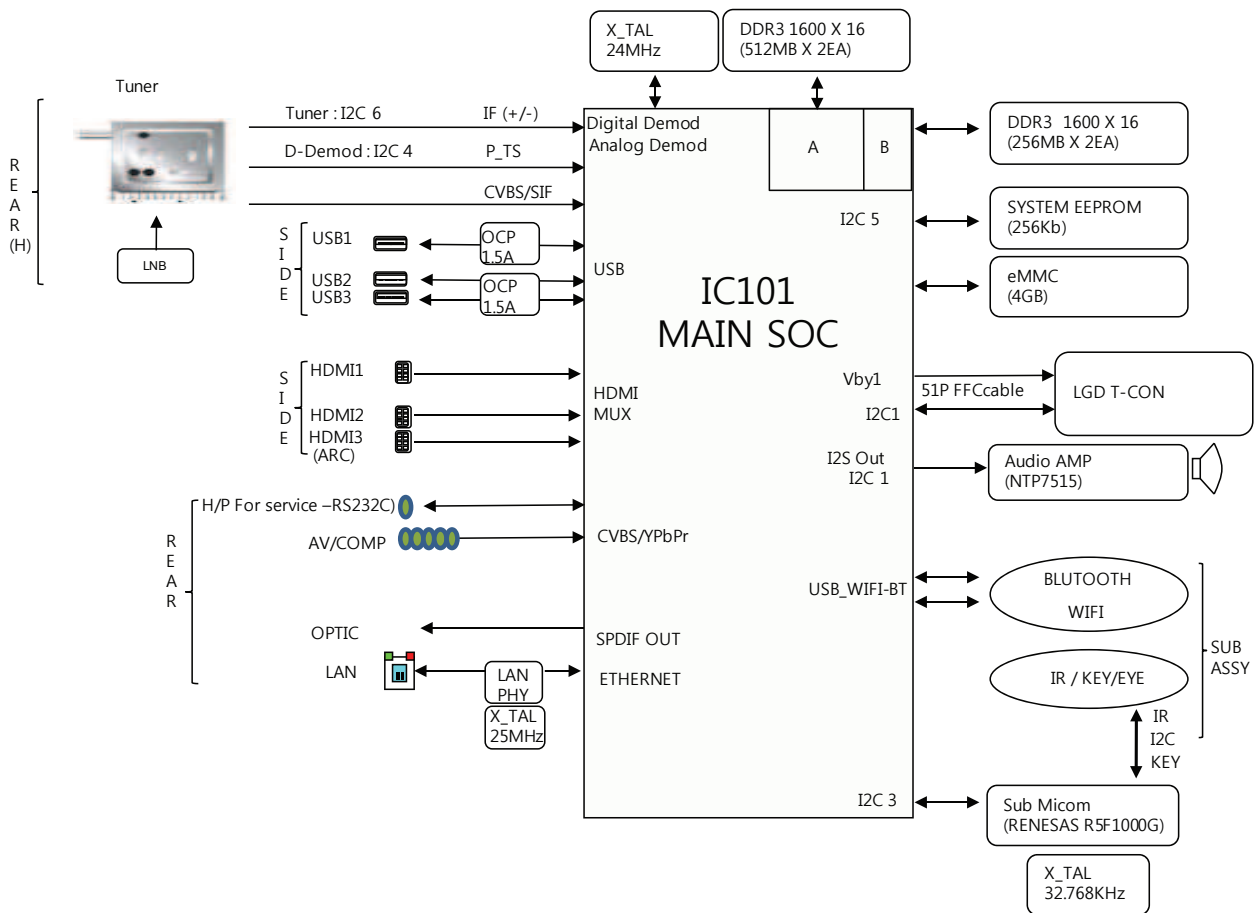 X_TAL
24MHz
DDR3 1600 X 16
(512MB X 2EA)
Tuner
REAR
(H)
LNB
Tuner : I2C 6
IF (+/-)
D-Demod : I2C 4
P_TS
CVBS/SIF
Digital Demod
Analog Demod
A
B
DDR3 1600 X 16
(256MB X 2EA)
I2C 5
SYSTEM EEPROM
(256Kb)
eMMC
(4GB)
SIDE
USB1
USB2
USB3
OCP
1.5A
OCP
1.5A
USB
IC101
MAIN SOC
SIDE
HDMI1
HDMI2
HDMI3
(ARC)
HDMI
MUX
Vby1
51P FFCcable
I2C1
LGD T-CON
I2S Out
I2C 1
Audio AMP
(NTP7515)
REAR
H/P For service –RS232C)
AV/COMP
CVBS/YPbPr
OPTIC
SPDIF OUT
LAN
LAN
PHY
X_TAL
25MHz
ETHERNET
USB_WIFI-BT
BLUTOOTH
WIFI
IR / KEY/EYE
SUB
ASSY
IR
I2C
KEY
I2C 3
Sub Micom
(RENESAS R5F1000G)
X_TAL
32.768KHz